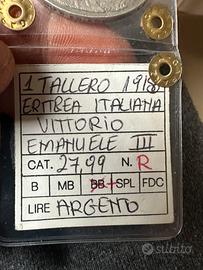 1 TALLERO 1918
ERITREA ITALIANA
VITTORIO
EMANUELE III
CAT. 27,99 N. R
B MB BB+ SPL FDC
LIRE ARGENTO
subito